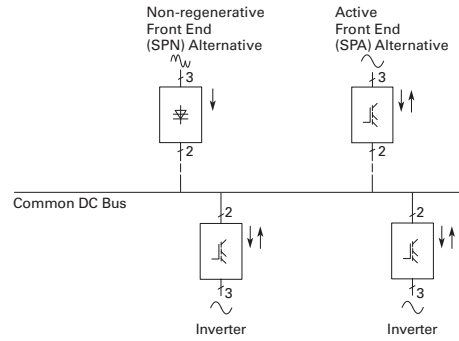 Non-regenerative
Front End
(SPN) Alternative
Active
Front End
(SPA) Alternative
3
3
2
2
Common DC Bus
2
2
3
3
Inverter
Inverter